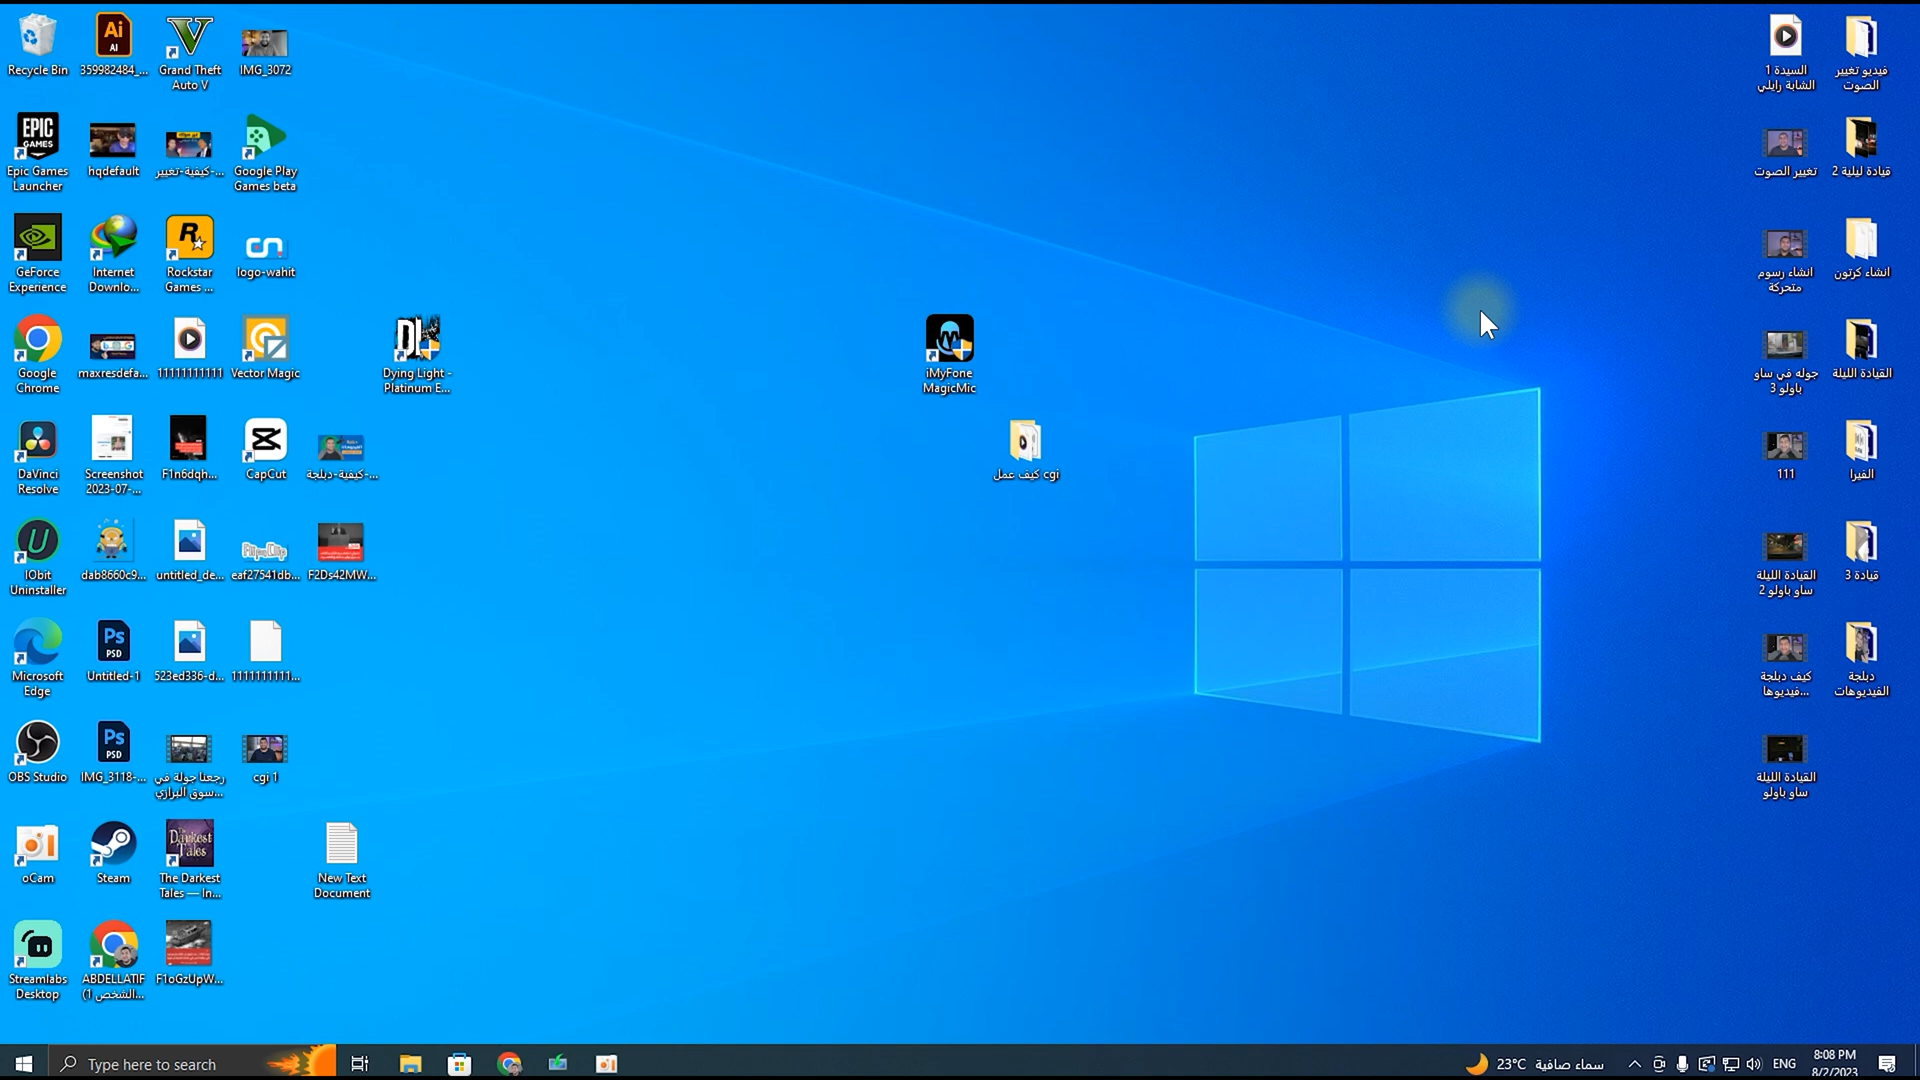 Recycle Bin
359982484_...
Grand Theft
Auto V
IMG_3072
Epic Games
Launcher
hqdefault
كيفية-تغيير-...
Google Play
Games beta
GeForce
Experience
Internet
Downlo...
Rockstar
Games ...
logo-wahit
Google
Chrome
maxresdefa...
11111111111
Vector Magic
Dying Light -
Platinum E...
iMyFone
MagicMic
DaVinci
Resolve
Screenshot
2023-07-...
F1n6dqh...
CapCut
كيفية-دبلجة-...
cgi كيف عمل
IObit
Uninstaller
dab8660c9...
untitled_de...
eaf27541db...
F2Ds42MW...
Microsoft
Edge
Untitled-1
523ed336-d...
1111111111...
OBS Studio
IMG_3118-...
رجعنا جولة في
سوق البرازي...
cgi 1
oCam
Steam
The Darkest
Tales — In...
New Text
Document
Streamlabs
Desktop
ABDELLATIF
(الشخص 1...
F1oGzUpW...
السيدة 1
الشابة رايلي
فيديو تغيير
الصوت
تغيير الصوت
قيادة ليلية 2
انشاء رسوم
متحركة
انشاء كرتون
جوله في ساو
باولو 3
القيادة الليلة
111
الفيرا
القيادة الليلة
ساو باولو 2
قيادة 3
كيف دبلجة
فيديوها...
دبلجة
الفيديوهات
القيادة الليلة
ساو باولو
Type here to search
23°C سماء صافية
ENG
8:08 PM
8/2/2023